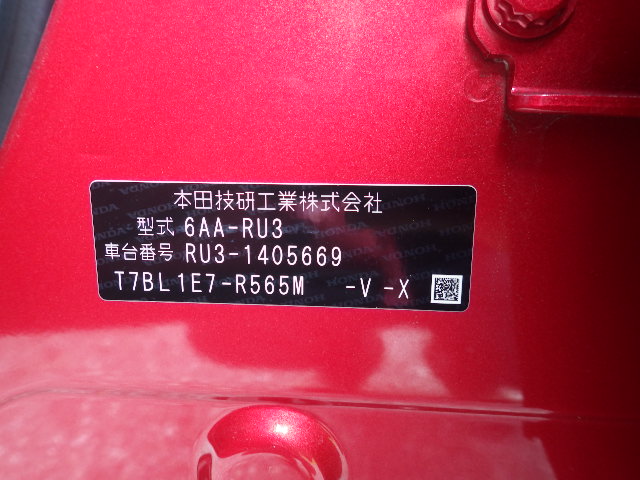 本田技研工業株式会社
型式 6AA-RU3
車台番号 RU3-1405669
T7BL1E7-R565M -V -X